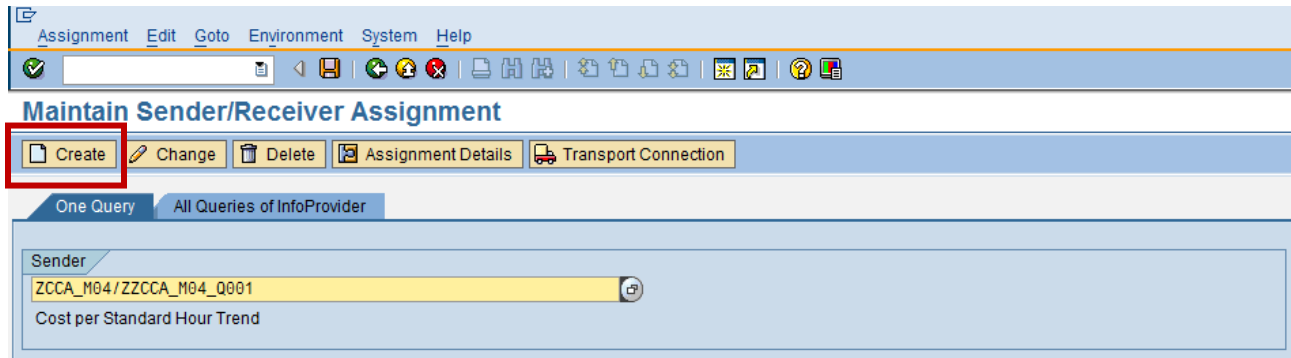 Assignment Edit Goto Environment System Help
Maintain Sender/Receiver Assignment
Create Change Delete Assignment Details Transport Connection
One Query All Queries of InfoProvider
Sender
ZCCA_M04/ZZCCA_M04_Q001
Cost per Standard Hour Trend